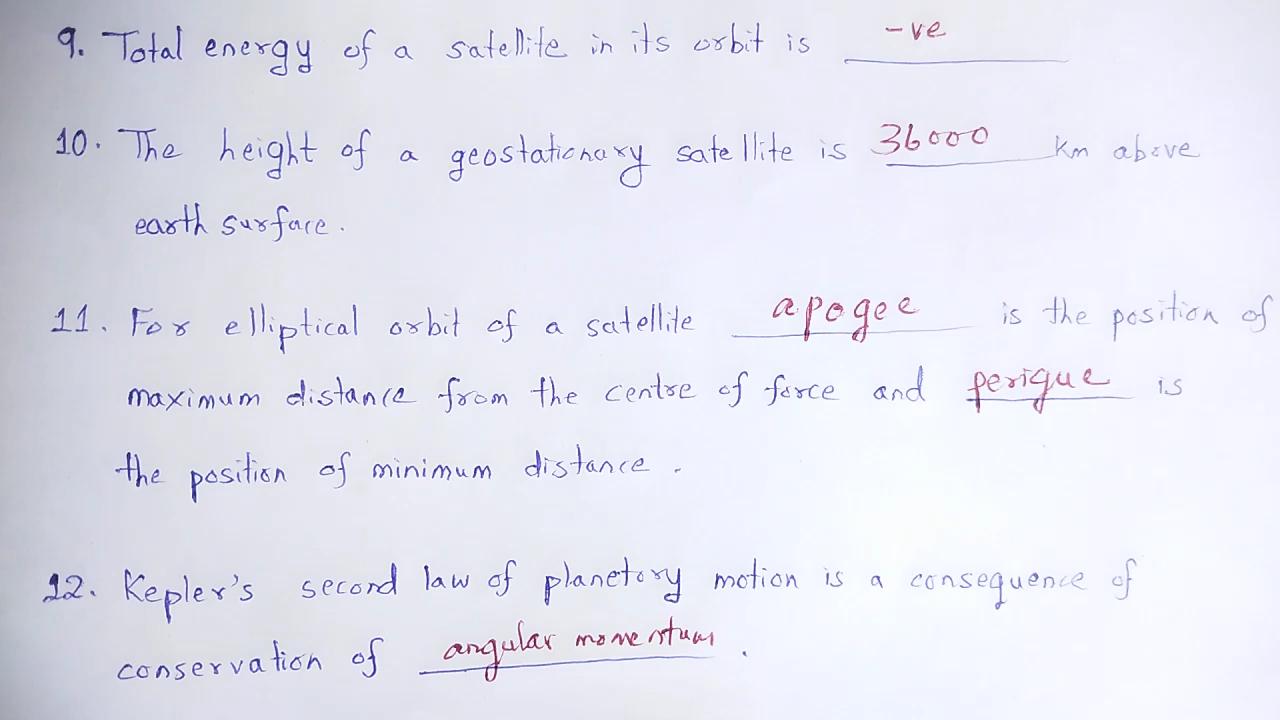 9. Total energy of a satellite in its orbit is -ve
10. The height of a geostationary satellite is 36000 km above
earth surface.
11. For elliptical orbit of a satellite apogee is the position of
maximum distance from the centre of force and perigue is
the position of minimum distance.
12. Kepler's second law of planetory motion is a consequence of
conservation of angular momentum.